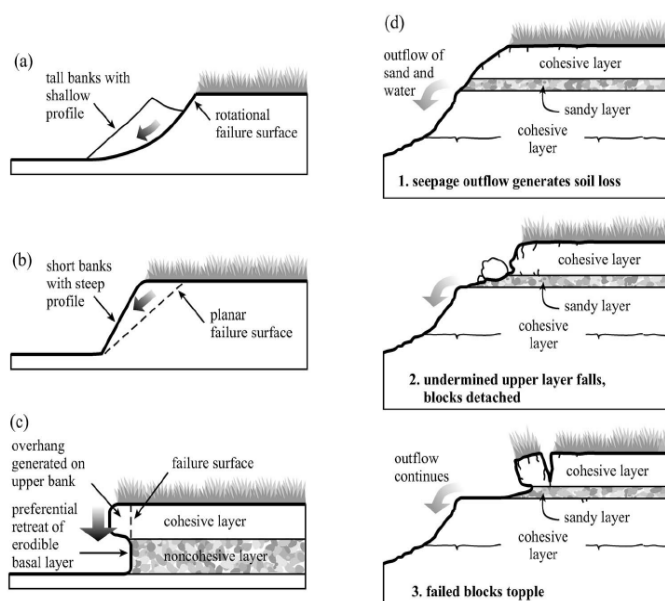 (a)
tall banks with
shallow
profile
rotational
failure surface
(b)
short banks
with steep
profile
planar
failure surface
(c)
overhang
generated on
upper bank
failure surface
preferential
retreat of
erodible
basal layer
cohesive layer
noncohesive layer
(d)
outflow of
sand and
water
cohesive layer
sandy layer
cohesive
layer
1. seepage outflow generates soil loss
cohesive layer
sandy layer
cohesive
layer
2. undermined upper layer falls,
blocks detached
outflow
continues
cohesive layer
sandy layer
cohesive
layer
3. failed blocks topple